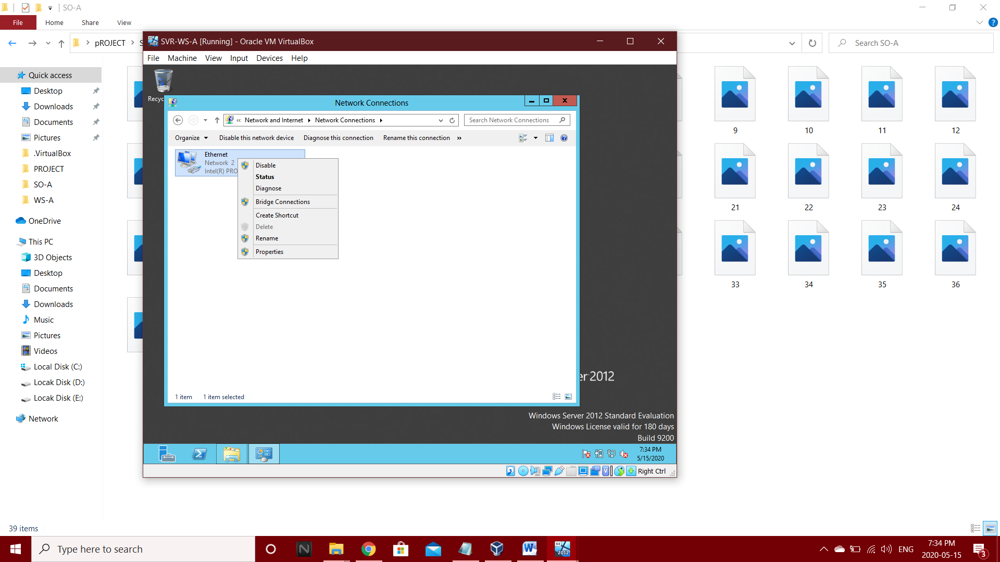 SO-A
File
Home
Share
View
pROJECT
Search SO-A
Quick access
Desktop
Downloads
Documents
Pictures
.VirtualBox
PROJECT
SO-A
WS-A
OneDrive
This PC
3D Objects
Desktop
Documents
Downloads
Music
Pictures
Videos
Local Disk (C:)
Locak Disk (D:)
Locak Disk (E:)
Network
39 items
SVR-WS-A [Running] - Oracle VM VirtualBox
File Machine View Input Devices Help
Recyc
Network Connections
Network and Internet Network Connections
Search Network Connections
Organize Disable this network device Diagnose this connection Rename this connection
Ethernet
Network 2
Intel(R) PRO
Disable
Status
Diagnose
Bridge Connections
Create Shortcut
Delete
Rename
Properties
1 item 1 item selected
er 2012
Windows Server 2012 Standard Evaluation
Windows License valid for 180 days
Build 9200
7:34 PM
5/15/2020
Right Ctrl
9 10 11 12
21 22 23 24
33 34 35 36
Type here to search
ENG
7:34 PM
2020-05-15
3